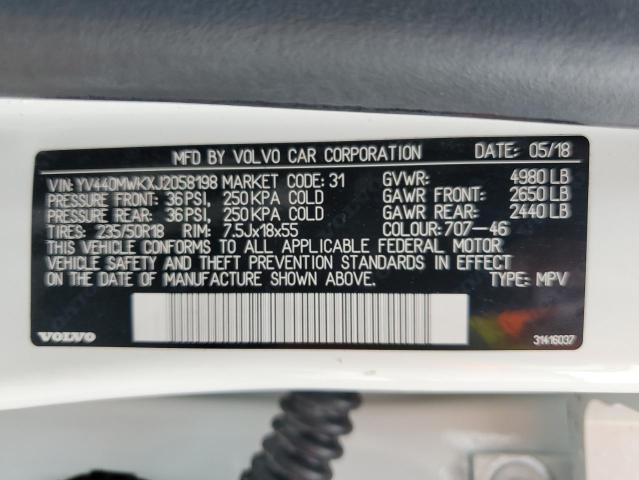 MFD BY VOLVO CAR CORPORATION DATE: 05/18
VIN: YV440MWKXJ2058198 MARKET CODE: 31 GVWR: 4980 LB
PRESSURE FRONT: 36 PSI, 250 KPA COLD GAWR FRONT: 2650 LB
PRESSURE REAR: 36 PSI, 250 KPA COLD GAWR REAR: 2440 LB
TIRES: 235/50R18 RIM: 7.5Jx18x55 COLOUR: 707-46
THIS VEHICLE CONFORMS TO ALL APPLICABLE FEDERAL MOTOR
VEHICLE SAFETY AND THEFT PREVENTION STANDARDS IN EFFECT
ON THE DATE OF MANUFACTURE SHOWN ABOVE. TYPE: MPV
VOLVO 31416037